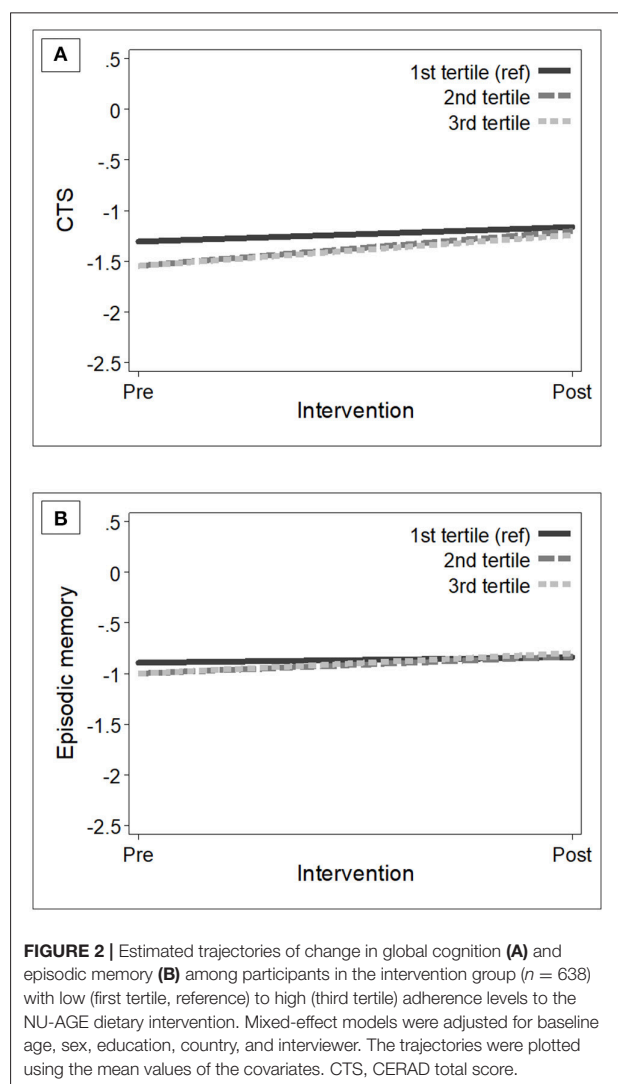 A
.5
0
-.5
-1
-1.5
-2
-2.5
CTS
1st tertile (ref)
2nd tertile
3rd tertile
Pre
Post
Intervention
B
.5
0
-.5
-1
-1.5
-2
-2.5
Episodic memory
1st tertile (ref)
2nd tertile
3rd tertile
Pre
Post
Intervention
FIGURE 2 | Estimated trajectories of change in global cognition (A) and
episodic memory (B) among participants in the intervention group (n = 638)
with low (first tertile, reference) to high (third tertile) adherence levels to the
NU-AGE dietary intervention. Mixed-effect models were adjusted for baseline
age, sex, education, country, and interviewer. The trajectories were plotted
using the mean values of the covariates. CTS, CERAD total score.